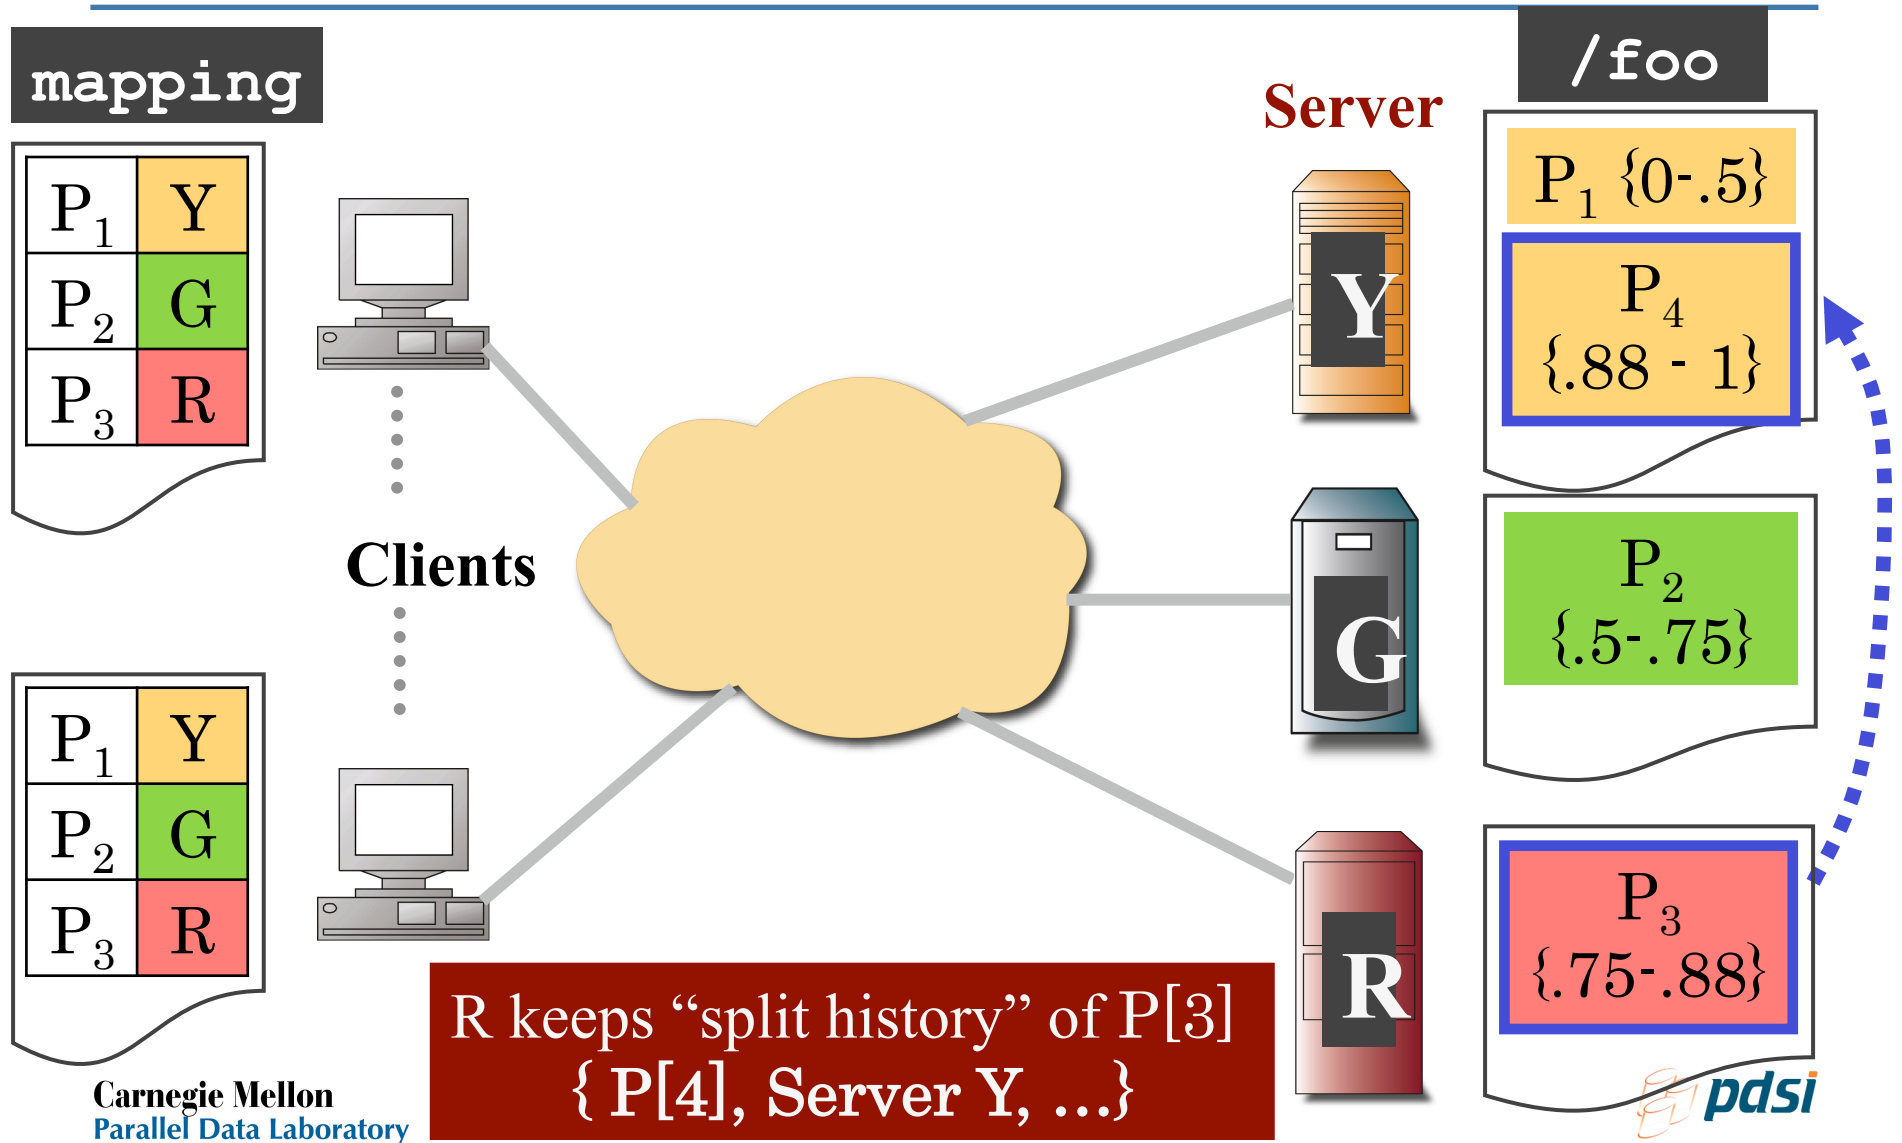 mapping
/foo
Server
P1 Y
P2 G
P3 R
Y
P1 {0-.5}
P4
{.88 - 1}
Clients
G
P2
{.5-.75}
P1 Y
P2 G
P3 R
R
P3
{.75-.88}
R keeps “split history” of P[3]
{ P[4], Server Y, ...}
Carnegie Mellon
Parallel Data Laboratory
pdsi